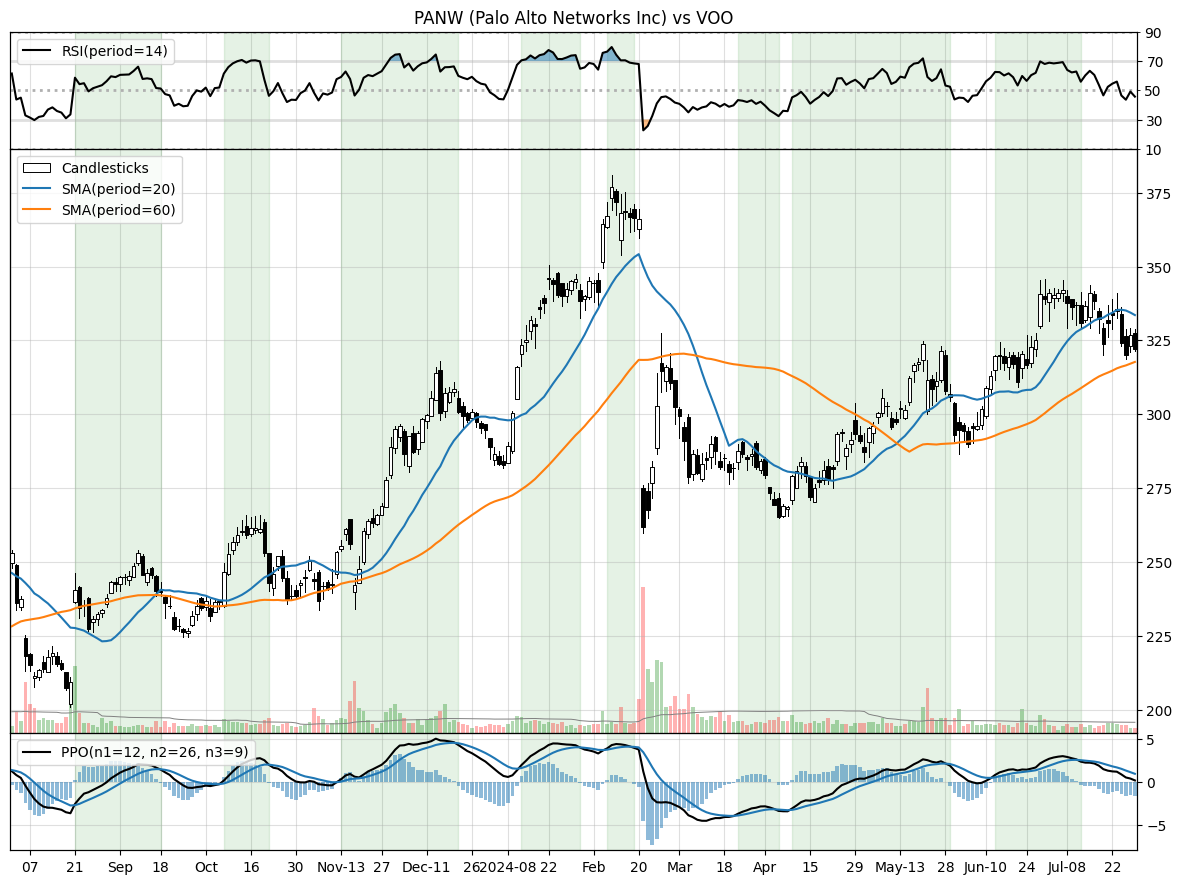 PANW (Palo Alto Networks Inc) vs VOO
RSI(period=14)
90
70
50
30
10
Candlesticks
SMA(period=20)
SMA(period=60)
375
350
325
300
275
250
225
200
PPO(n1=12, n2=26, n3=9)
5
0
−5
07 21 Sep 18 Oct 16 30 Nov-13 27 Dec-11 26 2024-08 22 Feb 20 Mar 18 Apr 15 29 May-13 28 Jun-10 24 Jul-08 22